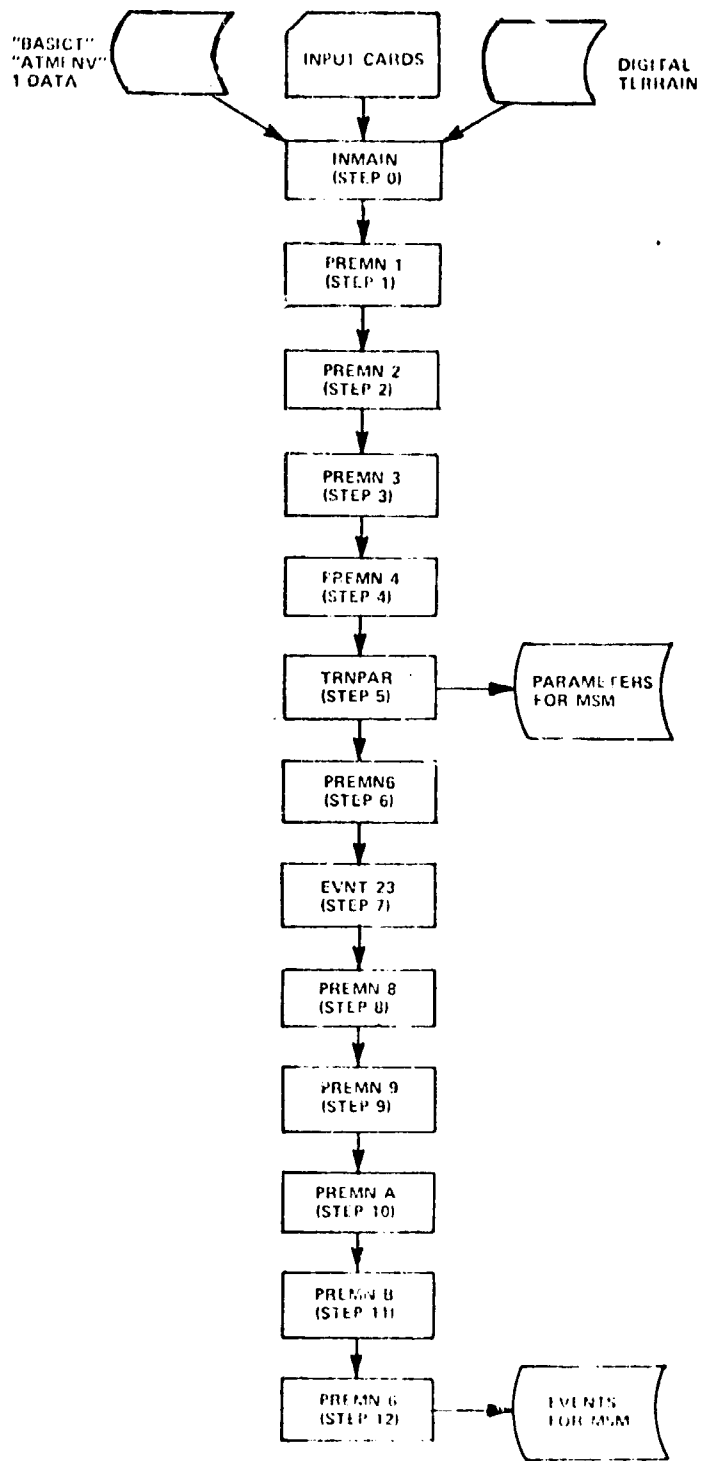 "BASICT"
"ATMENV"
1 DATA
INPUT CARDS
DIGITAL
TERRAIN
INMAIN
(STEP 0)
PREMN 1
(STEP 1)
PREMN 2
(STEP 2)
PREMN 3
(STEP 3)
PREMN 4
(STEP 4)
TRNPAR
(STEP 5)
PARAMETERS
FOR MSM
PREMN6
(STEP 6)
EVNT 23
(STEP 7)
PREMN 8
(STEP 8)
PREMN 9
(STEP 9)
PREMN A
(STEP 10)
PREMN B
(STEP 11)
PREMN 6
(STEP 12)
EVENTS
FOR MSM